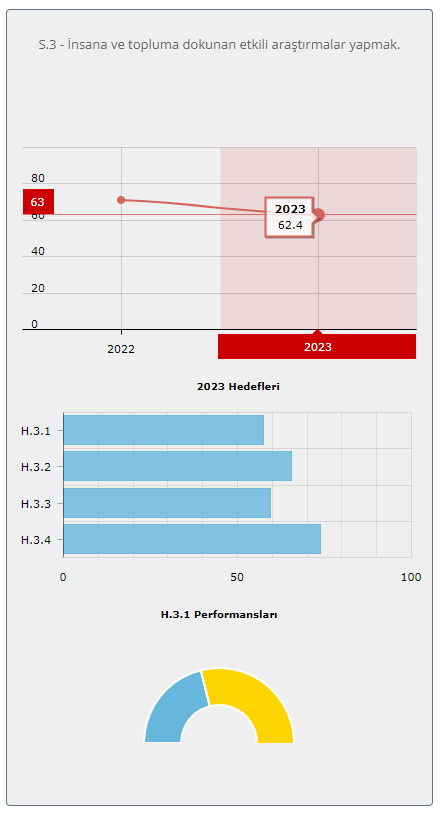 S.3 - İnsana ve topluma dokunan etkili araştırmalar yapmak.
80
63
60
2023
62.4
40
20
0
2022
2023
2023 Hedefleri
H.3.1
H.3.2
H.3.3
H.3.4
0 50 100
H.3.1 Performansları